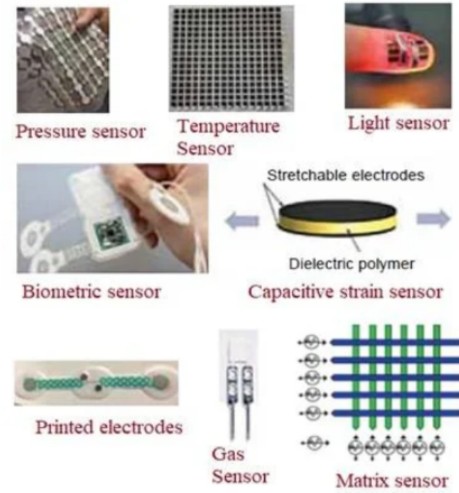 Pressure sensor
Temperature
Sensor
Light sensor
Stretchable electrodes
Dielectric polymer
Biometric sensor
Capacitive strain sensor
Printed electrodes
Gas
Sensor
Matrix sensor